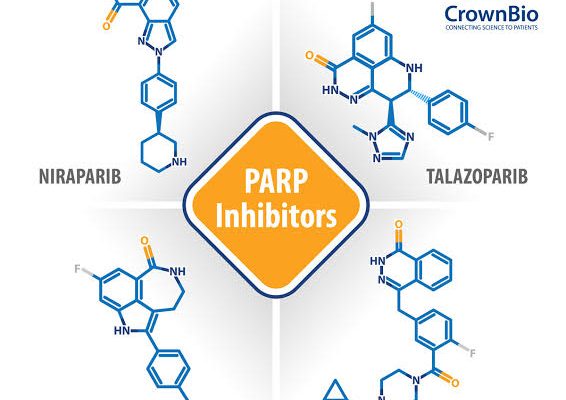 CrownBio
CONNECTING SCIENCE TO PATIENTS
O
N
N
NH
NIRAPARIB
O
HN
N
NH
N
N
N
F
TALAZOPARIB
PARP
Inhibitors
F
O
NH
HN
O
HN
N
F
N
O
N